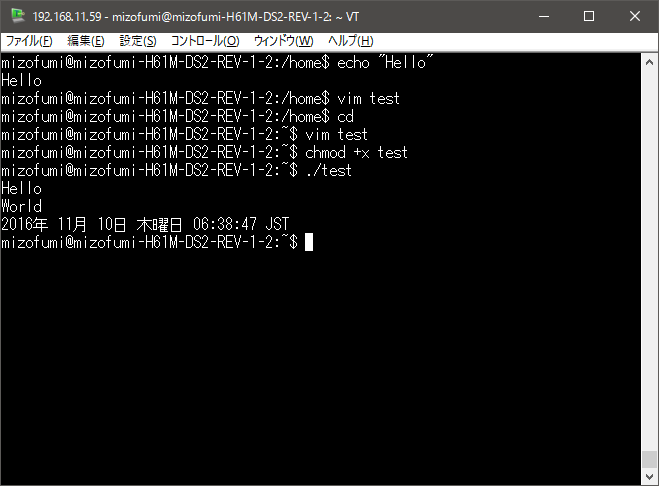 192.168.11.59 - mizofumi@mizofumi-H61M-DS2-REV-1-2: ~ VT
ファイル(F) 編集(E) 設定(S) コントロール(O) ウィンドウ(W) ヘルプ(H)
mizofumi@mizofumi-H61M-DS2-REV-1-2:/home$ echo "Hello"
Hello
mizofumi@mizofumi-H61M-DS2-REV-1-2:/home$ vim test
mizofumi@mizofumi-H61M-DS2-REV-1-2:/home$ cd
mizofumi@mizofumi-H61M-DS2-REV-1-2:~$ vim test
mizofumi@mizofumi-H61M-DS2-REV-1-2:~$ chmod +x test
mizofumi@mizofumi-H61M-DS2-REV-1-2:~$ ./test
Hello
World
2016年 11月 10日 木曜日 06:38:47 JST
mizofumi@mizofumi-H61M-DS2-REV-1-2:~$